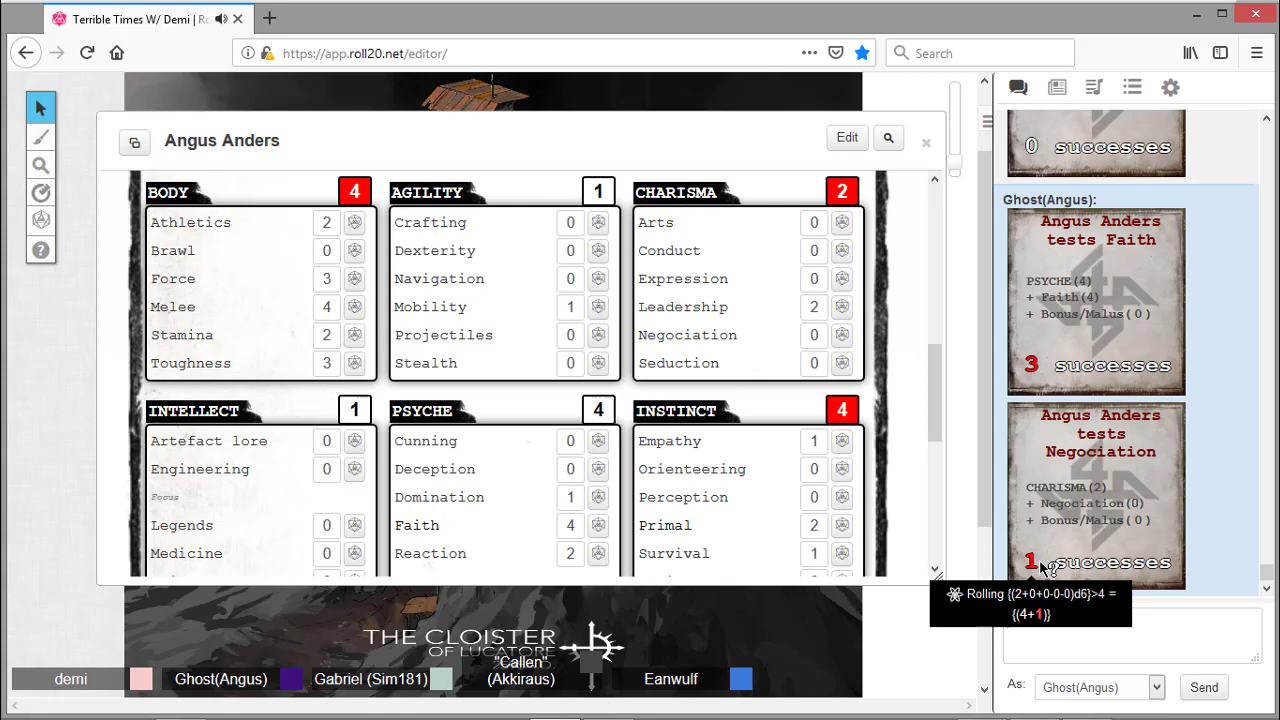 Terrible Times W/ Demi | Ro
https://app.roll20.net/editor/
Search
Angus Anders
Edit
BODY 4
Athletics 2
Brawl 0
Force 3
Melee 4
Stamina 2
Toughness 3
AGILITY 1
Crafting 0
Dexterity 0
Navigation 0
Mobility 1
Projectiles 0
Stealth 0
CHARISMA 2
Arts 0
Conduct 0
Expression 0
Leadership 2
Negociation 0
Seduction 0
INTELLECT 1
Artefact lore 0
Engineering 0
Focus
Legends 0
Medicine 0
PSYCHE 4
Cunning 0
Deception 0
Domination 1
Faith 4
Reaction 2
INSTINCT 4
Empathy 1
Orienteering 0
Perception 0
Primal 2
Survival 1
0 successes
Ghost(Angus):
Angus Anders
tests Faith
PSYCHE(4)
+ Faith(4)
+ Bonus/Malus( 0 )
3 successes
Angus Anders
tests
Negociation
CHARISMA(2)
+ Negociation(0)
+ Bonus/Malus( 0 )
1 successes
Rolling {(2+0+0-0-0)d6}>4 =
{(4+1)}
THE CLOISTER
OF LUCATORE
demi
Ghost(Angus)
Gabriel (Sim181)
"Callen"
(Akkiraus)
Eanwulf
As: Ghost(Angus) Send